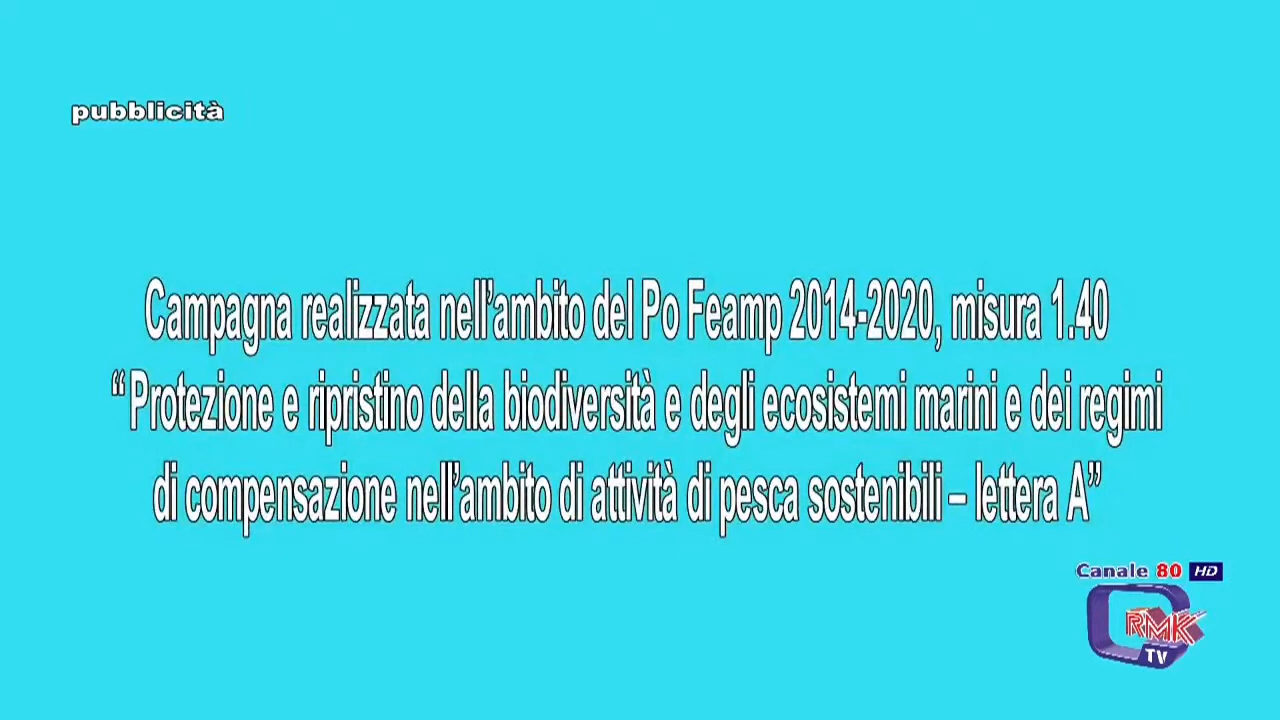 pubblicità
Campagna realizzata nell’ambito del Po Feamp 2014-2020, misura 1.40
“Protezione e ripristino della biodiversità e degli ecosistemi marini e dei regimi
di compensazione nell’ambito di attività di pesca sostenibili – lettera A”
Canale 80 HD
RMK
TV